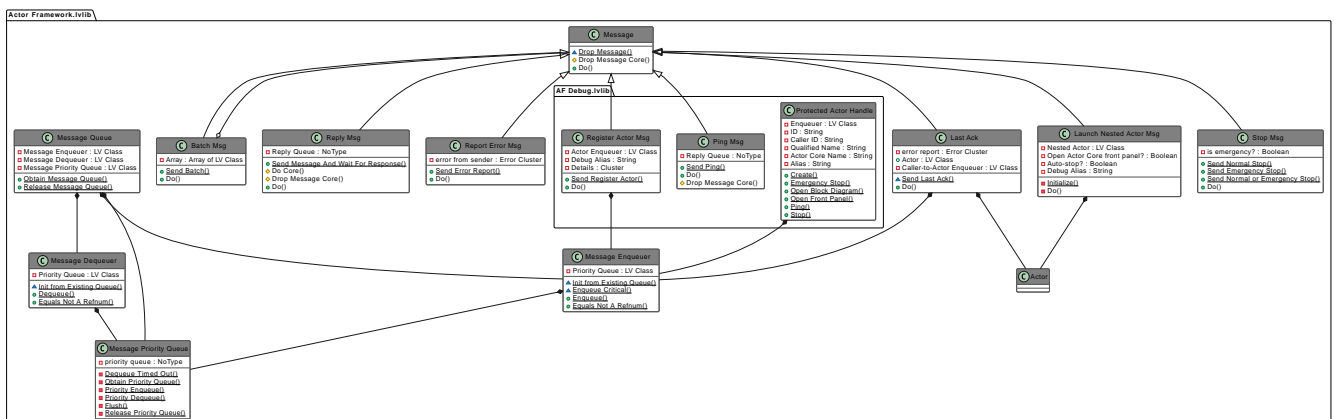 Actor Framework.lvlib
C Message
Drop Message()
Drop Message Core()
Do()
AF Debug.lvlib
C Message Queue
Message Enqueuer : LV Class
Message Dequeuer : LV Class
Message Priority Queue : LV Class
Obtain Message Queue()
Release Message Queue()
C Batch Msg
Array : Array of LV Class
Send Batch()
Do()
C Reply Msg
Reply Queue : NoType
Send Message And Wait For Response()
Do Core()
Drop Message Core()
Do()
C Report Error Msg
error from sender : Error Cluster
Send Error Report()
Do()
C Register Actor Msg
Actor Enqueuer : LV Class
Debug Alias : String
Details : Cluster
Send Register Actor()
Do()
C Ping Msg
Reply Queue : NoType
Send Ping()
Do()
Drop Message Core()
C Protected Actor Handle
Enqueuer : LV Class
ID : String
Caller ID : String
Qualified Name : String
Actor Core Name : String
Alias : String
Create()
Emergency Stop()
Open Block Diagram()
Open Front Panel()
Ping()
Stop()
C Last Ack
error report : Error Cluster
Actor : LV Class
Caller-to-Actor Enqueuer : LV Class
Send Last Ack()
Do()
C Launch Nested Actor Msg
Nested Actor : LV Class
Open Actor Core front panel? : Boolean
Auto-stop? : Boolean
Debug Alias : String
Initialize()
Do()
C Stop Msg
is emergency? : Boolean
Send Normal Stop()
Send Emergency Stop()
Send Normal or Emergency Stop()
Do()
C Message Dequeuer
Priority Queue : LV Class
Init from Existing Queue()
Dequeue()
Equals Not A Refnum()
C Message Enqueuer
Priority Queue : LV Class
Init from Existing Queue()
Enqueue Critical()
Enqueue()
Equals Not A Refnum()
C Actor
C Message Priority Queue
priority queue : NoType
Dequeue Timed Out()
Obtain Priority Queue()
Priority Enqueue()
Priority Dequeue()
Flush()
Release Priority Queue()